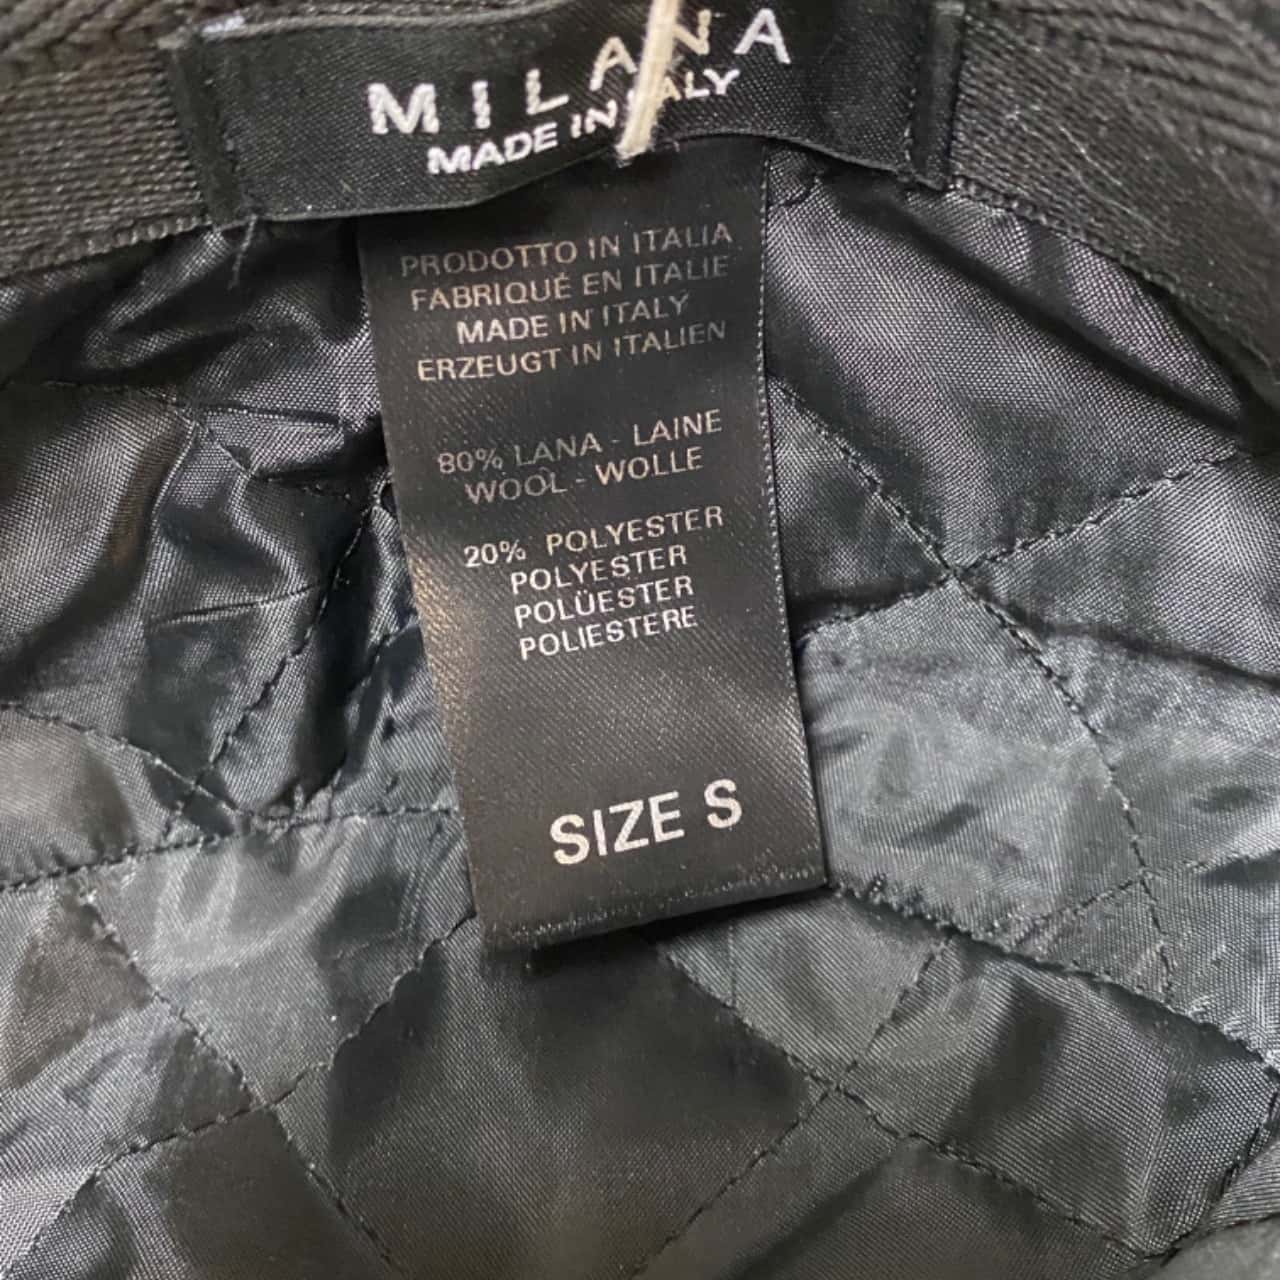 MILANA
MADE IN ITALY
PRODOTTO IN ITALIA
FABRIQUÉ EN ITALIE
MADE IN ITALY
ERZEUGT IN ITALIEN
80% LANA - LAINE
WOOL - WOLLE
20% POLYESTER
POLYESTER
POLÜESTER
POLIESTERE
SIZE S